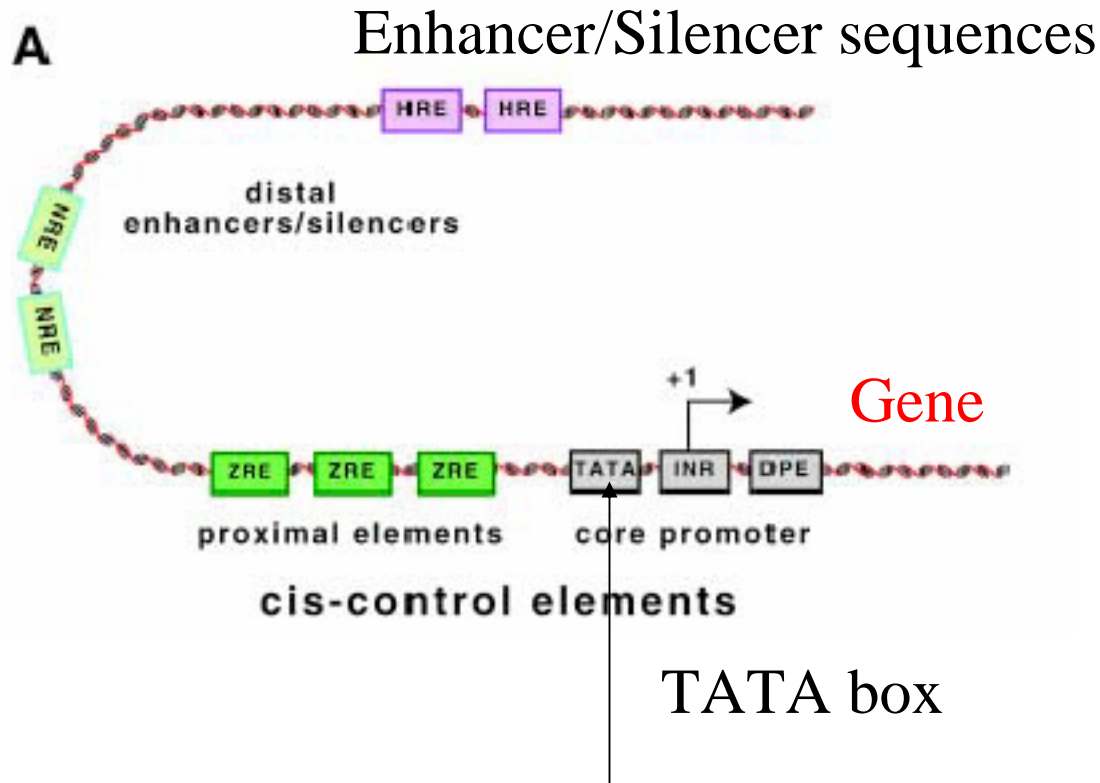 A
Enhancer/Silencer sequences
HRE HRE
distal
enhancers/silencers
NRE
NRE
+1
Gene
ZRE ZRE ZRE TATA INR DPE
proximal elements core promoter
cis-control elements
TATA box